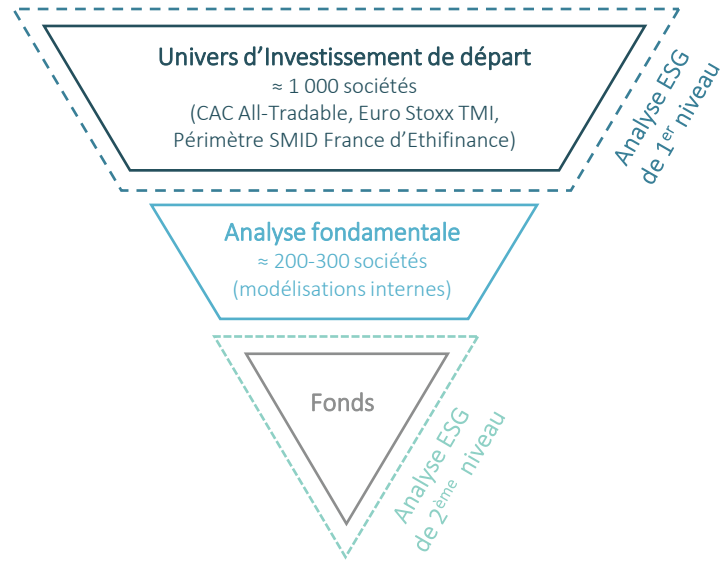 Univers d’Investissement de départ
≈ 1 000 sociétés
(CAC All-Tradable, Euro Stoxx TMI,
Périmètre SMID France d’Ethifinance)
Analyse ESG
de 1er niveau
Analyse fondamentale
≈ 200-300 sociétés
(modélisations internes)
Fonds
Analyse ESG
de 2ème niveau